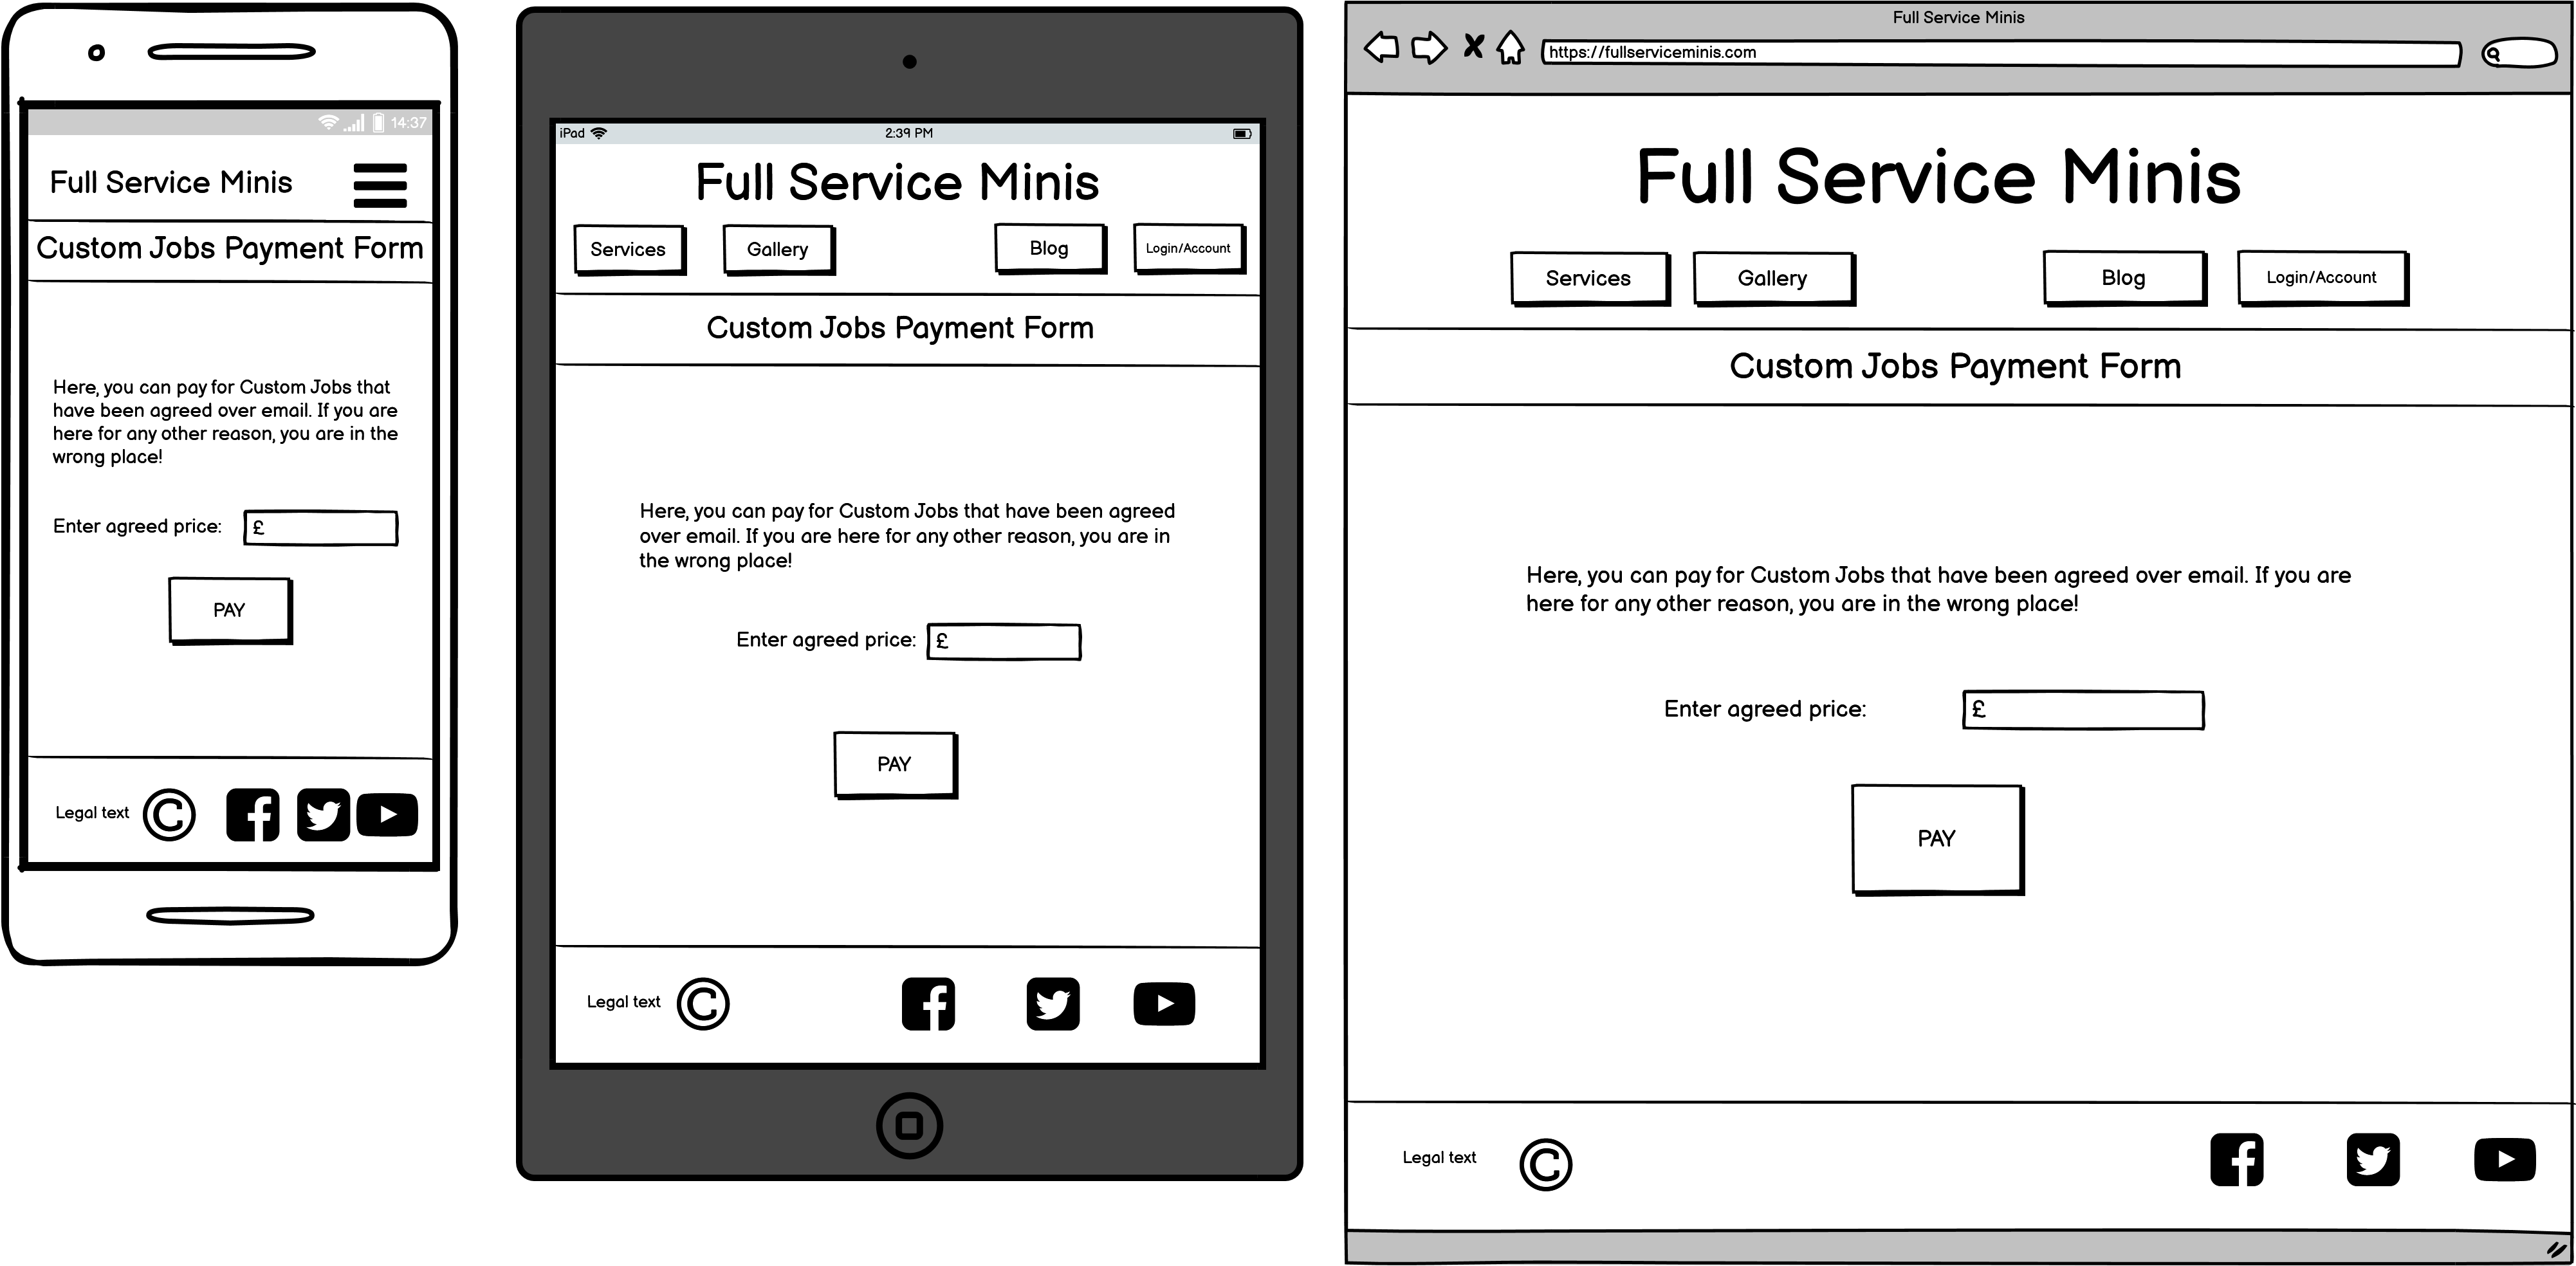 14:37
Full Service Minis
Custom Jobs Payment Form
Here, you can pay for Custom Jobs that
have been agreed over email. If you are
here for any other reason, you are in the
wrong place!
Enter agreed price: £
PAY
Legal text ©
iPad 2:39 PM
Full Service Minis
Services Gallery Blog Login/Account
Custom Jobs Payment Form
Here, you can pay for Custom Jobs that have been agreed
over email. If you are here for any other reason, you are in
the wrong place!
Enter agreed price: £
PAY
Legal text ©
Full Service Minis
https://fullserviceminis.com
Full Service Minis
Services Gallery Blog Login/Account
Custom Jobs Payment Form
Here, you can pay for Custom Jobs that have been agreed over email. If you are
here for any other reason, you are in the wrong place!
Enter agreed price: £
PAY
Legal text ©